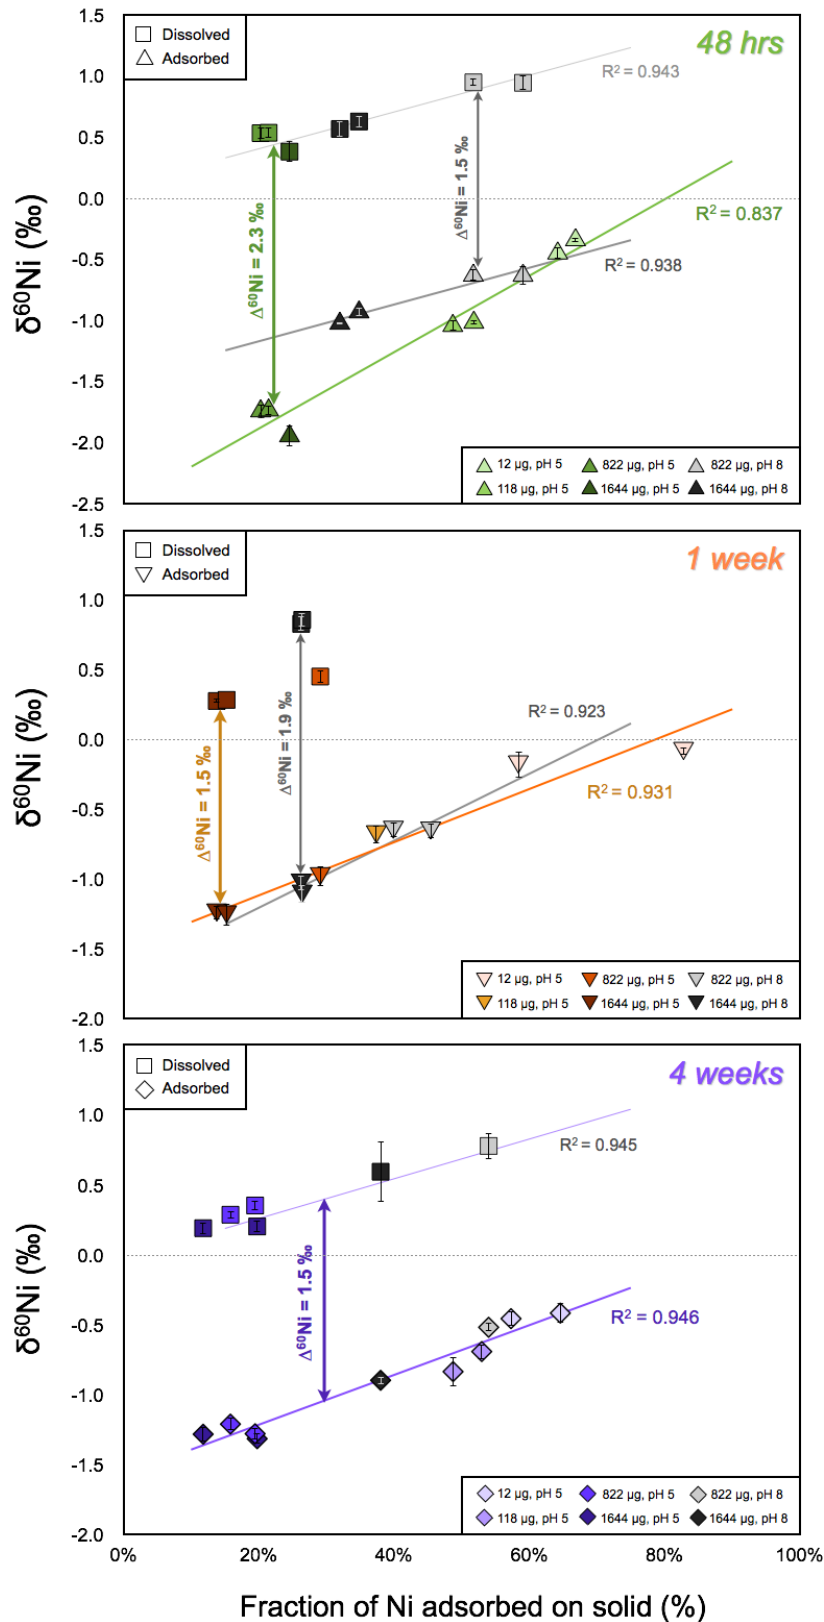 1.5
1.0
0.5
0.0
-0.5
-1.0
-1.5
-2.0
-2.5
δ⁶⁰Ni (‰)
Dissolved
Adsorbed
48 hrs
R² = 0.943
Δ⁶⁰Ni = 1.5 ‰
Δ⁶⁰Ni = 2.3 ‰
R² = 0.837
R² = 0.938
12 µg, pH 5
822 µg, pH 5
822 µg, pH 8
118 µg, pH 5
1644 µg, pH 5
1644 µg, pH 8
1.5
1.0
0.5
0.0
-0.5
-1.0
-1.5
-2.0
δ⁶⁰Ni (‰)
Dissolved
Adsorbed
1 week
R² = 0.923
Δ⁶⁰Ni = 1.9 ‰
Δ⁶⁰Ni = 1.5 ‰
R² = 0.931
12 µg, pH 5
822 µg, pH 5
822 µg, pH 8
118 µg, pH 5
1644 µg, pH 5
1644 µg, pH 8
1.5
1.0
0.5
0.0
-0.5
-1.0
-1.5
-2.0
δ⁶⁰Ni (‰)
Dissolved
Adsorbed
4 weeks
R² = 0.945
Δ⁶⁰Ni = 1.5 ‰
R² = 0.946
12 µg, pH 5
822 µg, pH 5
822 µg, pH 8
118 µg, pH 5
1644 µg, pH 5
1644 µg, pH 8
0%
20%
40%
60%
80%
100%
Fraction of Ni adsorbed on solid (%)